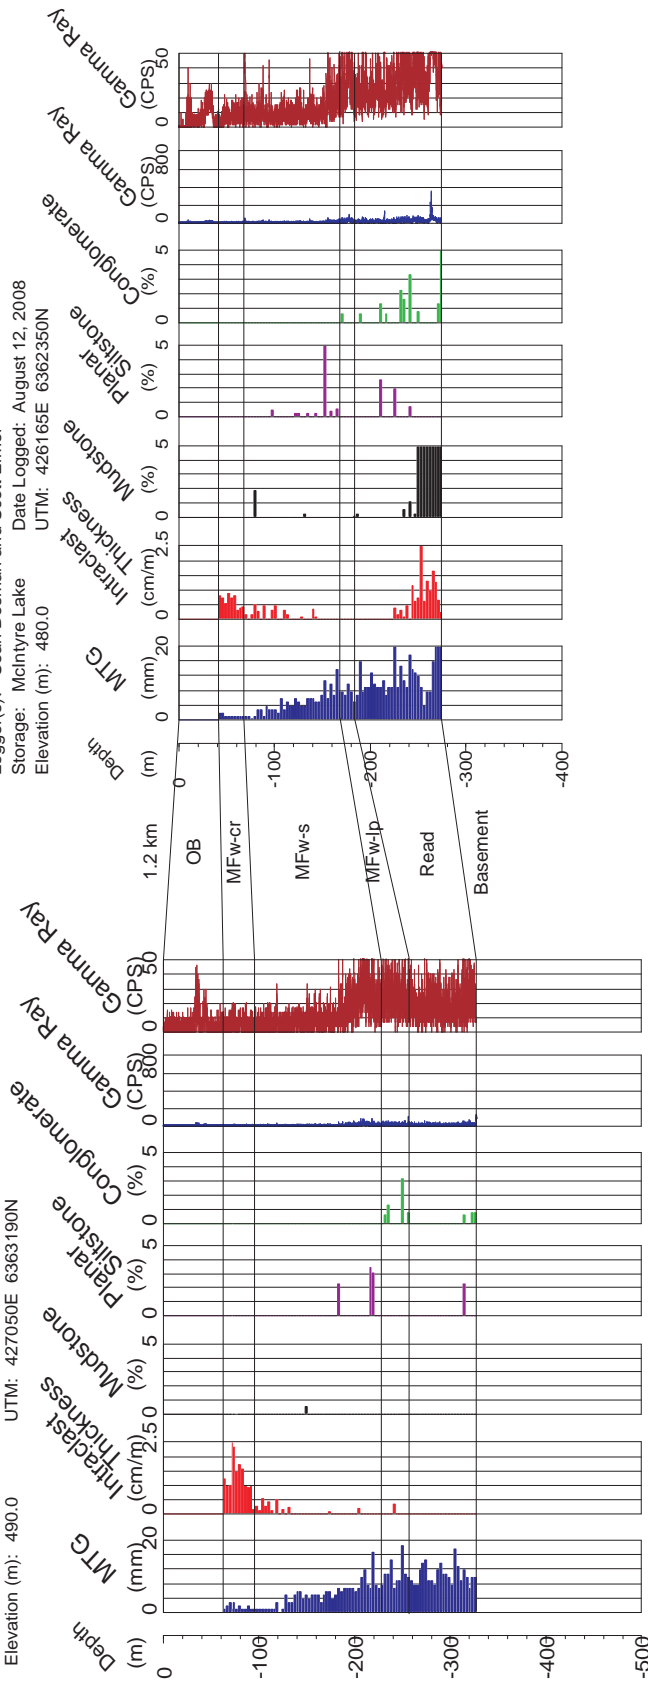 Elevation (m): 490.0 UTM: 427050E 6363190N
Depth
(m)
MTG
(mm)
Intraclast
Thickness
(cm/m)
Mudstone
(%)
Planar
Siltstone
(%)
Conglomerate
(%)
Gamma Ray
(CPS)
Gamma Ray
(CPS)
0 20
0 2.5
0 5
0 5
0 5
0 800
0 50
0
-100
-200
-300
-400
-500
1.2 km
OB
MFw-cr
MFw-s
MFw-lp
Read
Basement
Storage: McIntyre Lake Date Logged: August 12, 2008
Elevation (m): 480.0 UTM: 426165E 6362350N
Depth
(m)
MTG
(mm)
Intraclast
Thickness
(cm/m)
Mudstone
(%)
Planar
Siltstone
(%)
Conglomerate
(%)
Gamma Ray
(CPS)
Gamma Ray
(CPS)
0 20
0 2.5
0 5
0 5
0 5
0 800
0 50
0
-100
-200
-300
-400